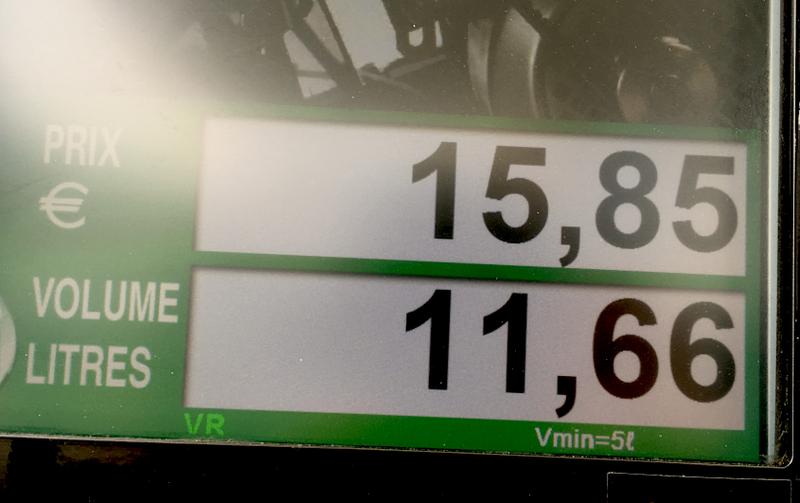 PRIX 15,85
€
VOLUME 11,66
LITRES
VR Vmin=5ℓ